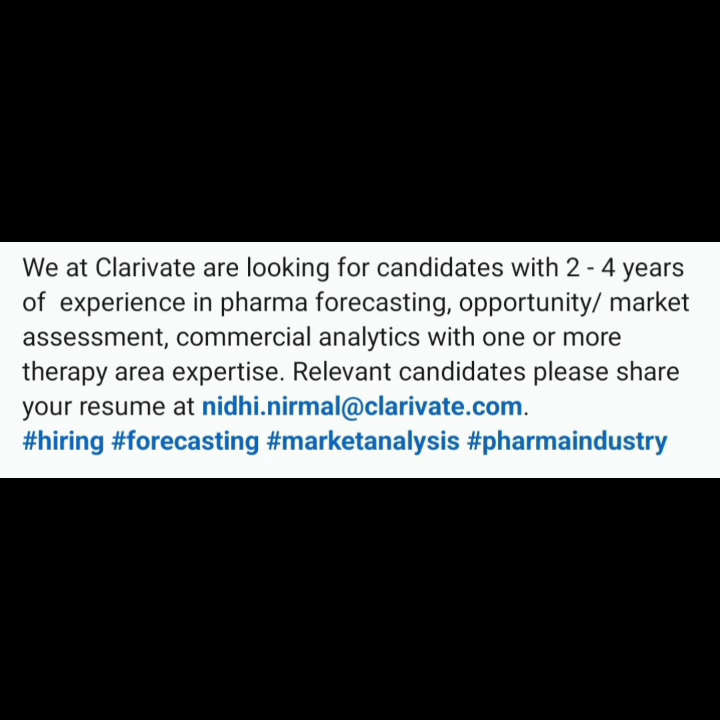 We at Clarivate are looking for candidates with 2 - 4 years
of  experience in pharma forecasting, opportunity/ market
assessment, commercial analytics with one or more
therapy area expertise. Relevant candidates please share
your resume at nidhi.nirmal@clarivate.com.
#hiring #forecasting #marketanalysis #pharmaindustry